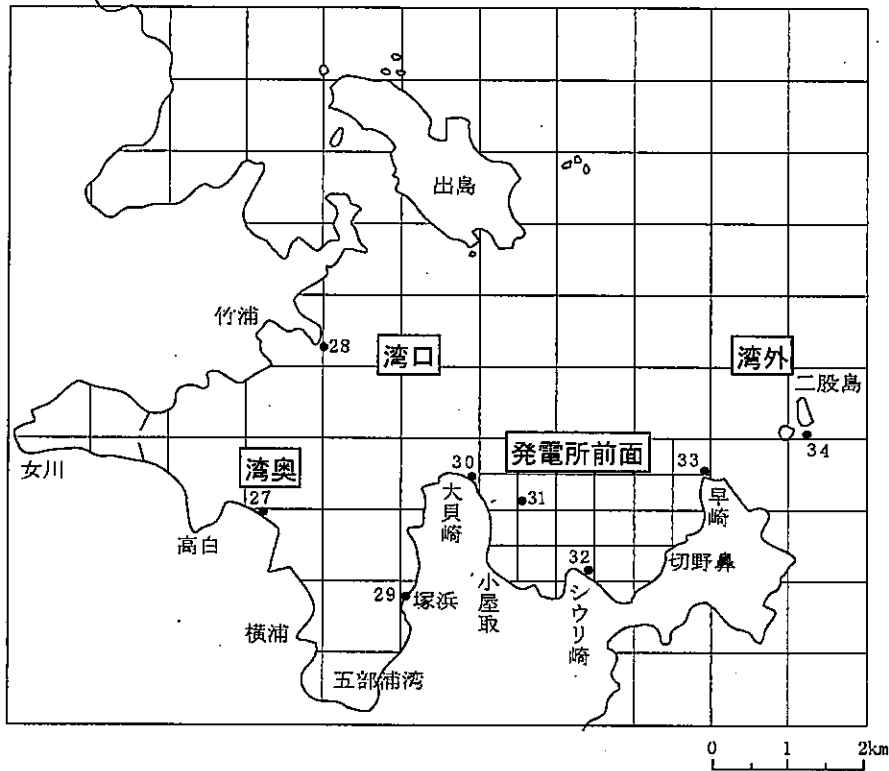 出島
竹浦
28
湾口
湾外
二股島
34
女川
湾奥
27
高白
30
大貝崎
発電所前面
31
33
早崎
32
切野鼻
29
塚浜
小屋取
シウリ崎
横浦
五部浦湾
0 1 2km